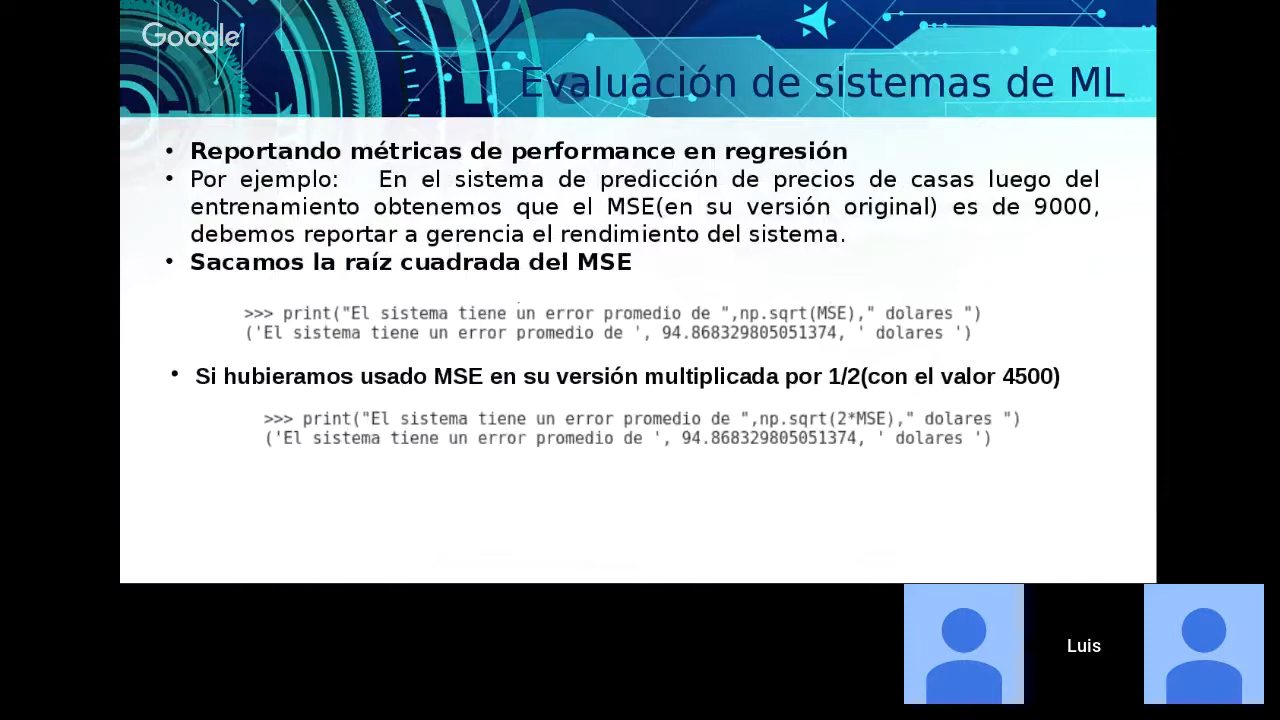 Google
Evaluación de sistemas de ML
• Reportando métricas de performance en regresión
• Por ejemplo: En el sistema de predicción de precios de casas luego del
entrenamiento obtenemos que el MSE(en su versión original) es de 9000,
debemos reportar a gerencia el rendimiento del sistema.
• Sacamos la raíz cuadrada del MSE
>>> print("El sistema tiene un error promedio de ",np.sqrt(MSE)," dolares ")
('El sistema tiene un error promedio de ', 94.868329805051374, ' dolares ')
• Si hubieramos usado MSE en su versión multiplicada por 1/2(con el valor 4500)
>>> print("El sistema tiene un error promedio de ",np.sqrt(2*MSE)," dolares ")
('El sistema tiene un error promedio de ', 94.868329805051374, ' dolares ')
Luis